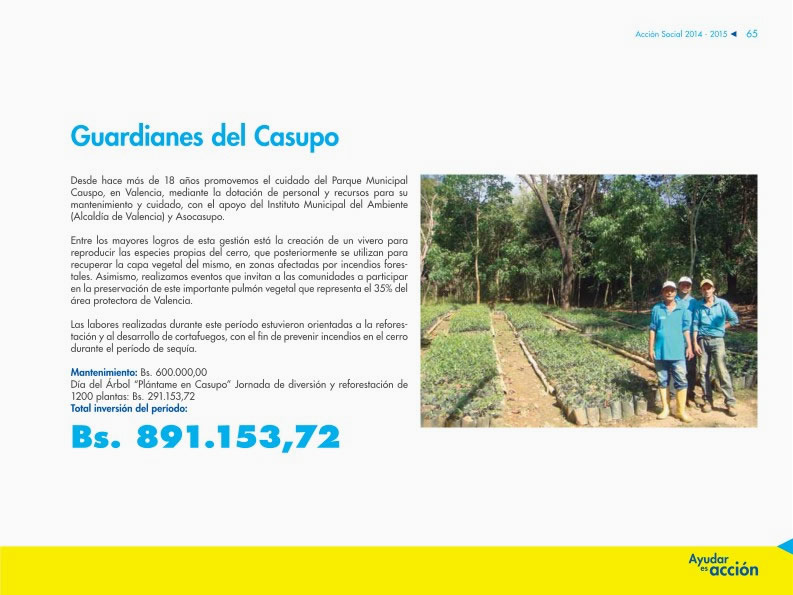 Acción Social 2014 - 2015 ◄ 65
Guardianes del Casupo
Desde hace más de 18 años promovemos el cuidado del Parque Municipal
Causpo, en Valencia, mediante la dotación de personal y recursos para su
mantenimiento y cuidado, con el apoyo del Instituto Municipal del Ambiente
(Alcaldía de Valencia) y Asocasupo.
Entre los mayores logros de esta gestión está la creación de un vivero para
reproducir las especies propias del cerro, que posteriormente se utilizan para
recuperar la capa vegetal del mismo, en zonas afectadas por incendios fores-
tales. Asimismo, realizamos eventos que invitan a las comunidades a participar
en la preservación de este importante pulmón vegetal que representa el 35% del
área protectora de Valencia.
Las labores realizadas durante este período estuvieron orientadas a la refores-
tación y al desarrollo de cortafuegos, con el fin de prevenir incendios en el cerro
durante el período de sequía.
Mantenimiento: Bs. 600.000,00
Día del Árbol “Plántame en Casupo” Jornada de diversión y reforestación de
1200 plantas: Bs. 291.153,72
Total inversión del período:
Bs. 891.153,72
Ayudar
es acción